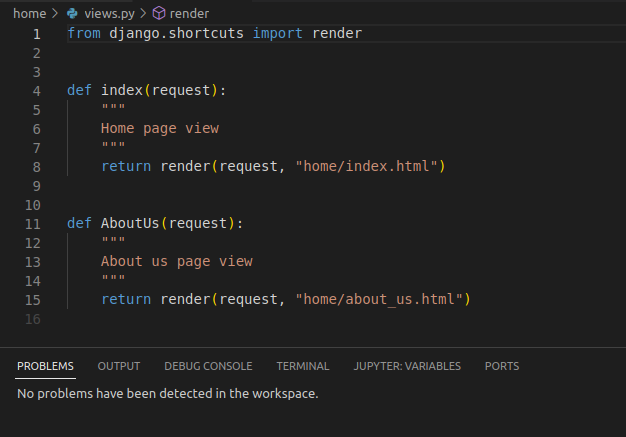 home > views.py > render
1 from django.shortcuts import render
2
3
4 def index(request):
5     """
6     Home page view
7     """
8     return render(request, "home/index.html")
9
10
11 def AboutUs(request):
12     """
13     About us page view
14     """
15     return render(request, "home/about_us.html")
16
PROBLEMS OUTPUT DEBUG CONSOLE TERMINAL JUPYTER: VARIABLES PORTS
No problems have been detected in the workspace.